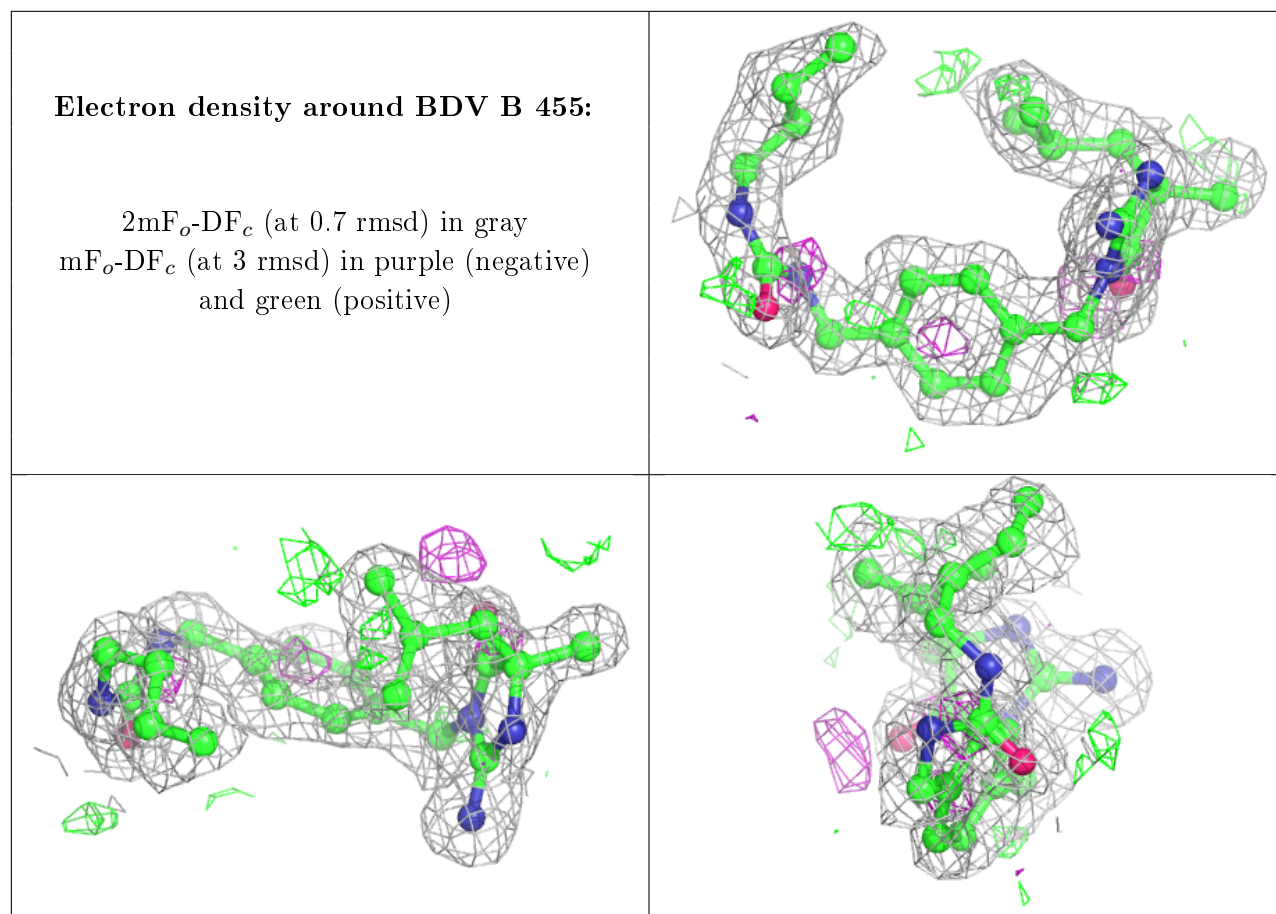 Electron density around BDV B 455:
2mFₒ-DF𝒸 (at 0.7 rmsd) in gray
mFₒ-DF𝒸 (at 3 rmsd) in purple (negative)
and green (positive)